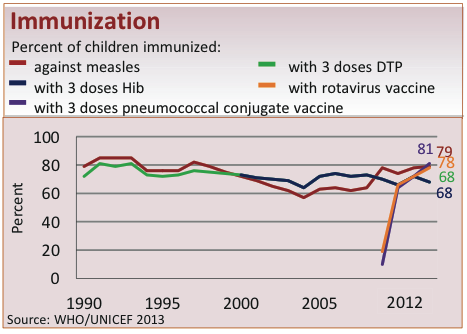 Immunization
Percent of children immunized:
against measles
with 3 doses DTP
with 3 doses Hib
with rotavirus vaccine
with 3 doses pneumococcal conjugate vaccine
Percent
100
80
60
40
20
0
81
79
78
68
68
1990 1995 2000 2005 2012
Source: WHO/UNICEF 2013